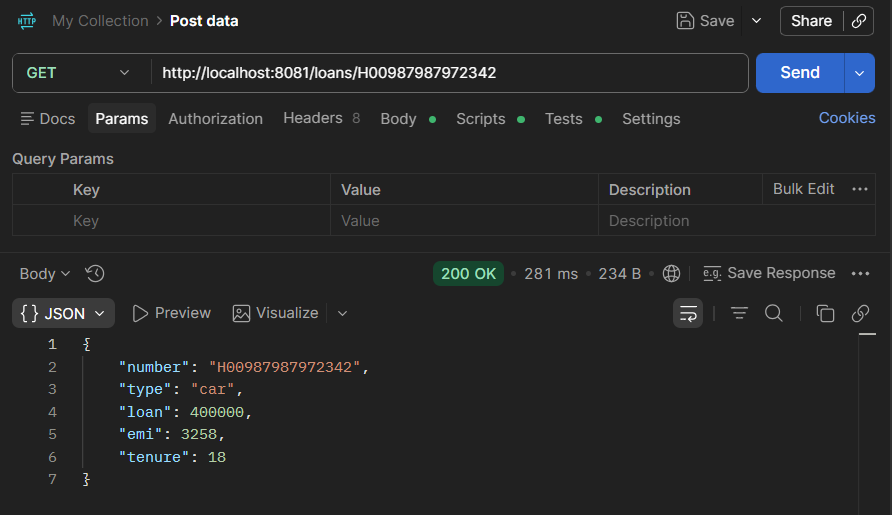 HTTP My Collection > Post data Save Share
GET http://localhost:8081/loans/H00987987972342 Send
Docs Params Authorization Headers 8 Body Scripts Tests Settings Cookies
Query Params
Key Value Description Bulk Edit
Key Value Description
Body 200 OK 281 ms 234 B e.g. Save Response
{} JSON Preview Visualize
1 {
2 "number": "H00987987972342",
3 "type": "car",
4 "loan": 400000,
5 "emi": 3258,
6 "tenure": 18
7 }